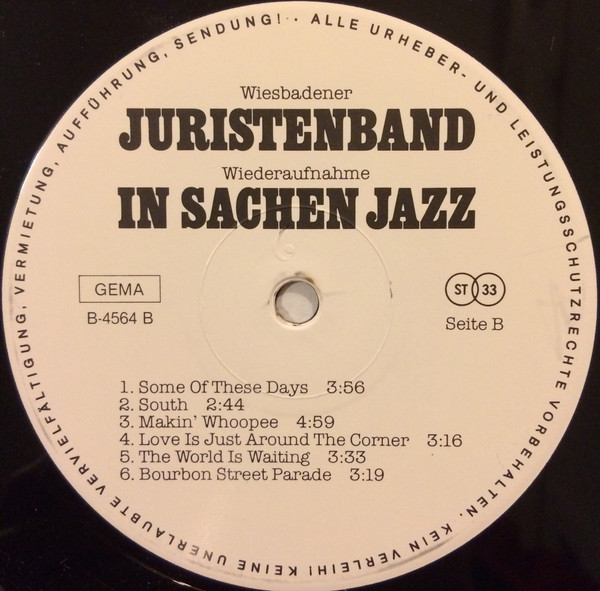 ALLE URHEBER- UND LEISTUNGSSCHUTZRECHTE VORBEHALTEN. KEIN VERLEIH! KEINE UNERLAUBTE VERVIELFÄLTIGUNG, VERMIETUNG, AUFFÜHRUNG, SENDUNG! ·
Wiesbadener
JURISTENBAND
Wiederaufnahme
IN SACHEN JAZZ
GEMA
B-4564 B
ST 33
Seite B
1. Some Of These Days 3:56
2. South 2:44
3. Makin' Whoopee 4:59
4. Love Is Just Around The Corner 3:16
5. The World Is Waiting 3:33
6. Bourbon Street Parade 3:19